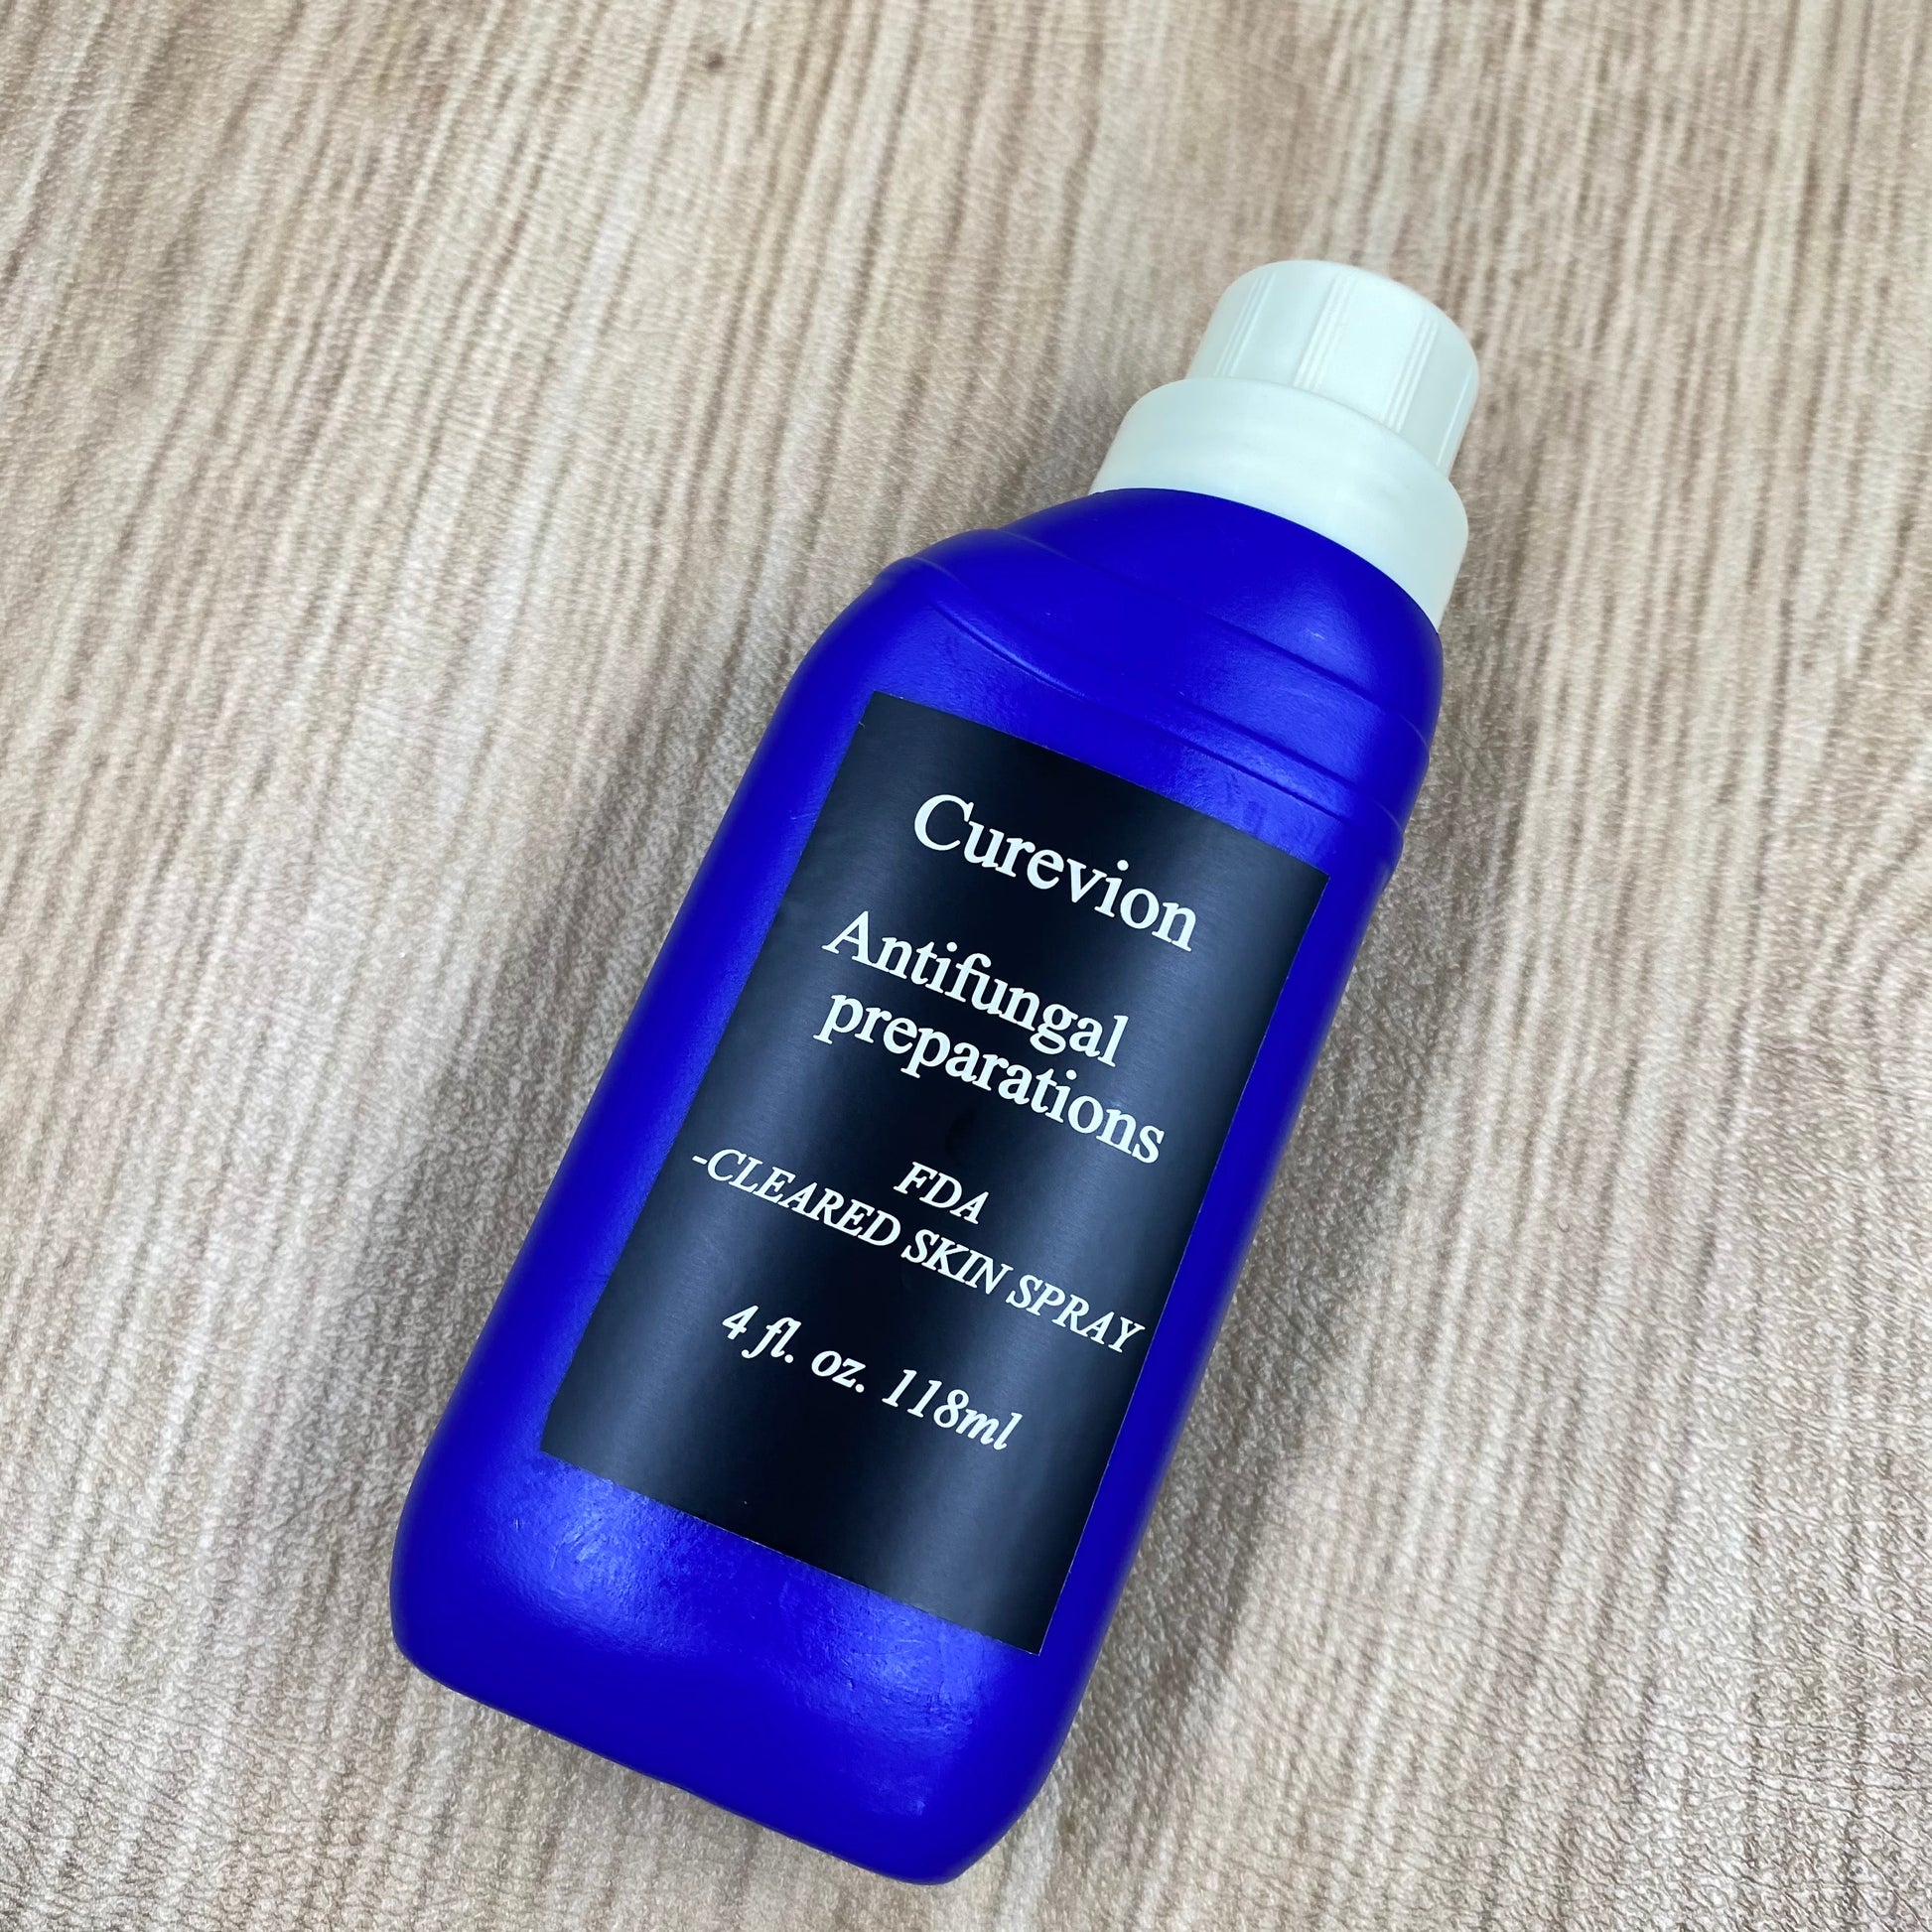 Curevion
Antifungal
preparations
FDA
-CLEARED SKIN SPRAY
4 fl. oz. 118ml